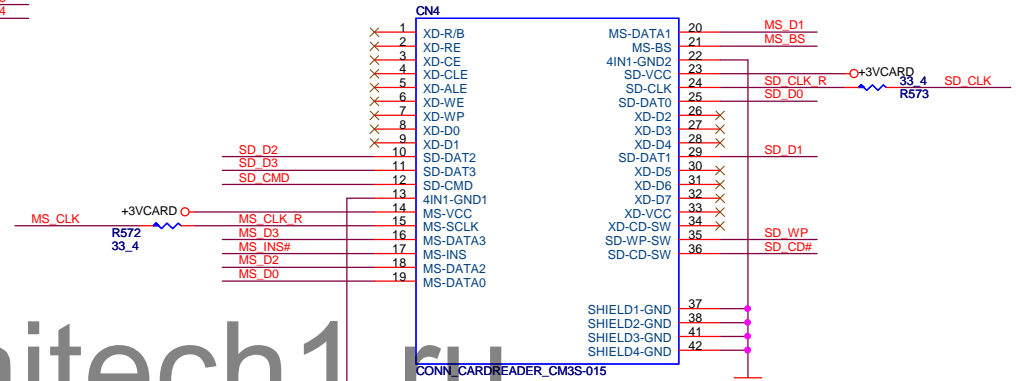 4
CN4
1 XD-R/B
2 XD-RE
3 XD-CE
4 XD-CLE
5 XD-ALE
6 XD-WE
7 XD-WP
8 XD-D0
9 XD-D1
SD_D2 10 SD-DAT2
SD_D3 11 SD-DAT3
SD_CMD 12 SD-CMD
13 4IN1-GND1
+3VCARD 14 MS-VCC
MS_CLK MS_CLK_R 15 MS-SCLK
R572
33_4
MS_D3 16 MS-DATA3
MS_INS# 17 MS-INS
MS_D2 18 MS-DATA2
MS_D0 19 MS-DATA0
MS-DATA1 20 MS_D1
MS-BS 21 MS_BS
4IN1-GND2 22
SD-VCC 23 +3VCARD
SD-CLK 24 SD_CLK_R 33_4 SD_CLK
R573
SD-DAT0 25 SD_D0
XD-D2 26
XD-D3 27
XD-D4 28
SD-DAT1 29 SD_D1
XD-D5 30
XD-D6 31
XD-D7 32
XD-VCC 33
XD-CD-SW 34
SD-WP-SW 35 SD_WP
SD-CD-SW 36 SD_CD#
SHIELD1-GND 37
SHIELD2-GND 38
SHIELD3-GND 41
SHIELD4-GND 42
CONN_CARDREADER_CM3S-015
hitech1.ru